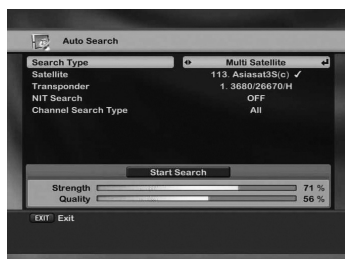 Auto Search
Search Type Multi Satellite
Satellite 113. Asiasat3S(c) ✓
Transponder 1. 3680/26670/H
NIT Search OFF
Channel Search Type All
Start Search
Strength 71 %
Quality 56 %
EXIT Exit